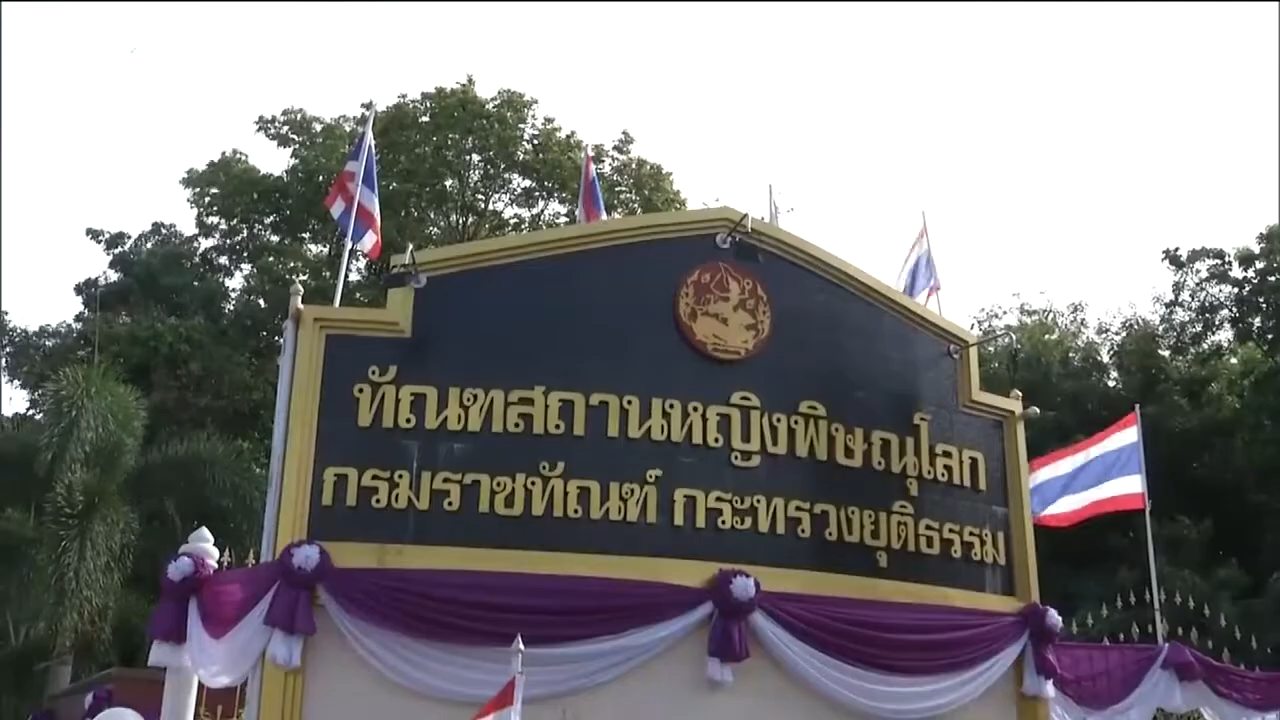 ทัณฑสถานหญิงพิษณุโลก
กรมราชทัณฑ์ กระทรวงยุติธรรม